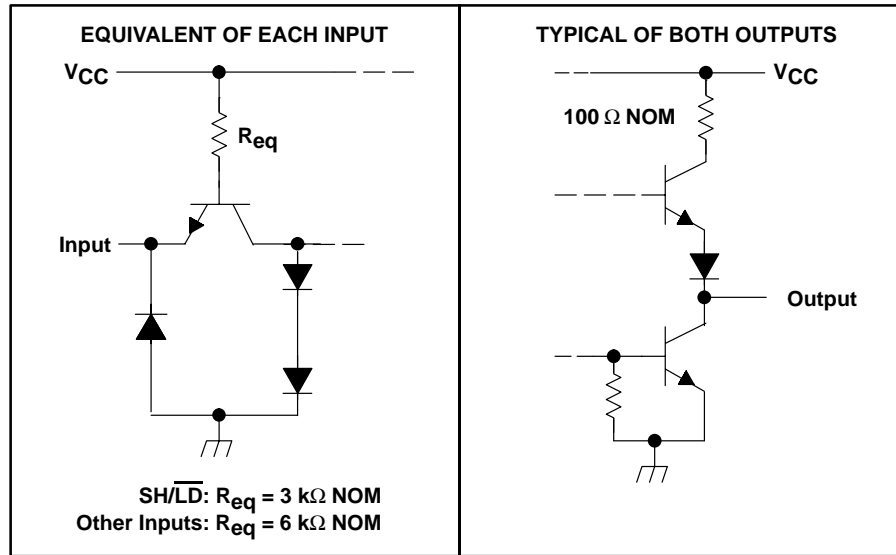 EQUIVALENT OF EACH INPUT
VCC
Req
Input
SH/LD: Req = 3 kΩ NOM
Other Inputs: Req = 6 kΩ NOM
TYPICAL OF BOTH OUTPUTS
VCC
100 Ω NOM
Output